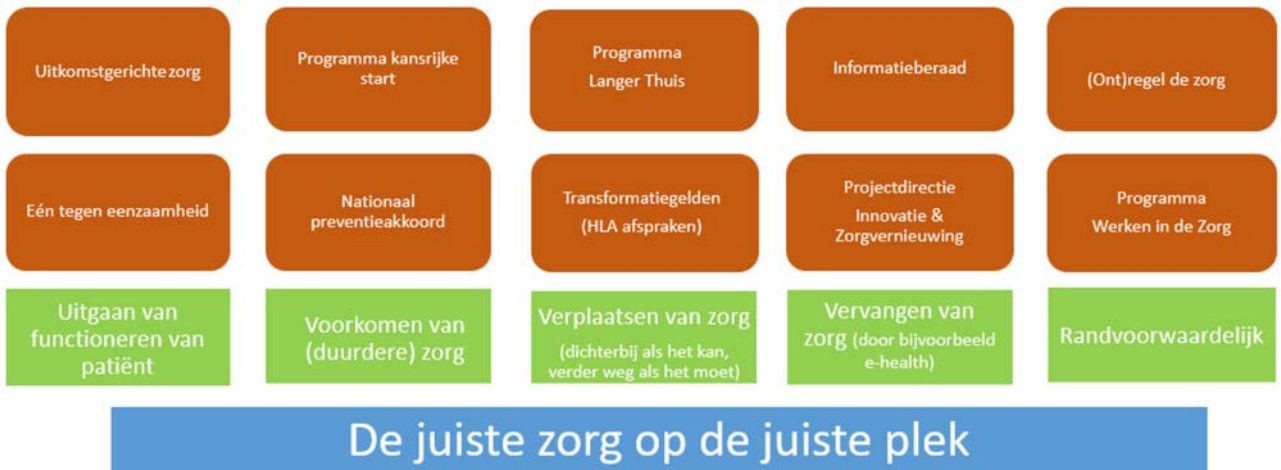 Uitkomstgerichte zorg
Programma kansrijke
start
Programma
Langer Thuis
Informatieberaad
(Ont)regel de zorg
Eén tegen eenzaamheid
Nationaal
preventieakkoord
Transformatiegelden
(HLA afspraken)
Projectdirectie
Innovatie &
Zorgvernieuwing
Programma
Werken in de Zorg
Uitgaan van
functioneren van
patiënt
Voorkomen van
(duurdere) zorg
Verplaatsen van zorg
(dichterbij als het kan,
verder weg als het moet)
Vervangen van
zorg (door bijvoorbeeld
e-health)
Randvoorwaardelijk
De juiste zorg op de juiste plek